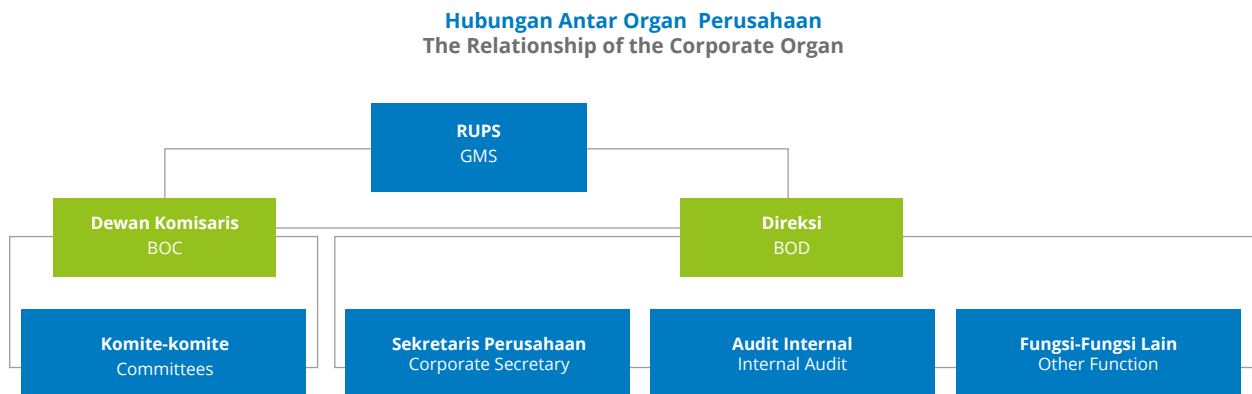 Hubungan Antar Organ Perusahaan
The Relationship of the Corporate Organ
RUPS
GMS
Dewan Komisaris
BOC
Direksi
BOD
Komite-komite
Committees
Sekretaris Perusahaan
Corporate Secretary
Audit Internal
Internal Audit
Fungsi-Fungsi Lain
Other Function